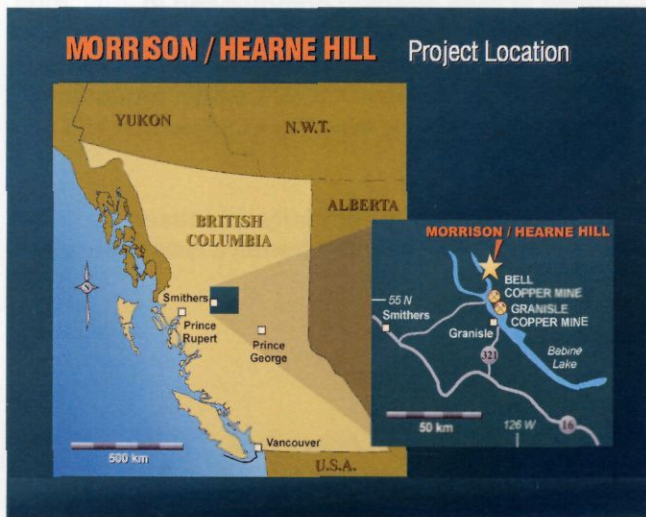 MORRISON / HEARNE HILL Project Location
YUKON
N.W.T.
ALBERTA
BRITISH
COLUMBIA
Smithers
Prince
Rupert
Prince
George
Vancouver
500 km
U.S.A.
N
MORRISON / HEARNE HILL
BELL
COPPER MINE
GRANISLE
COPPER MINE
55 N
Smithers
Granisle
321
Babine
Lake
50 km
126 W
16